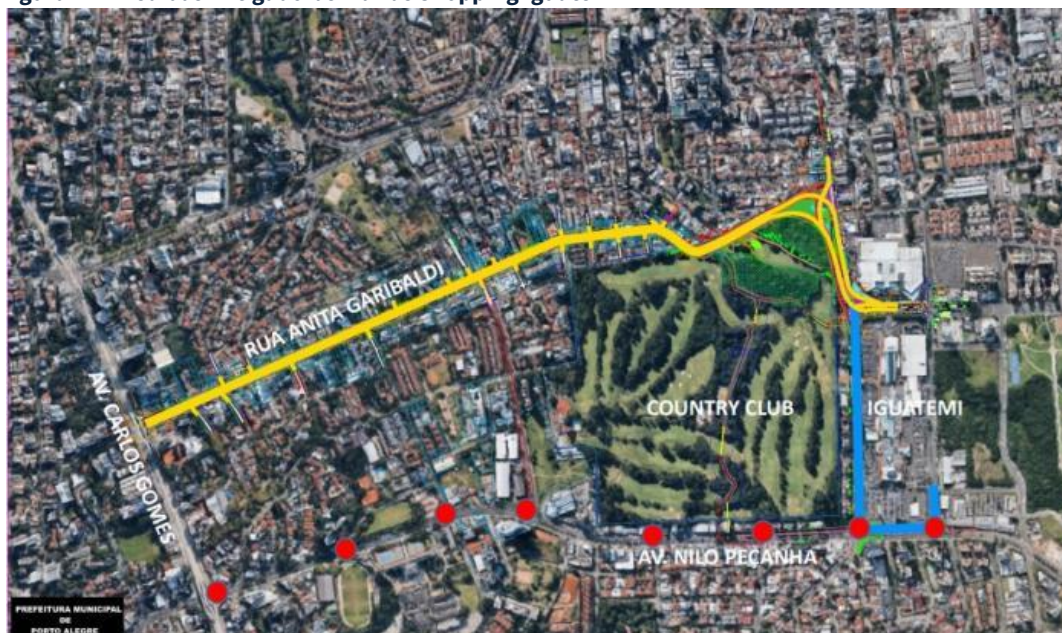 RUA ANITA GARIBALDI
AV. CARLOS GOMES
COUNTRY CLUB
IGUATEMI
AV. NILO PEÇANHA
PREFEITURA MUNICIPAL
DE
PORTO ALEGRE